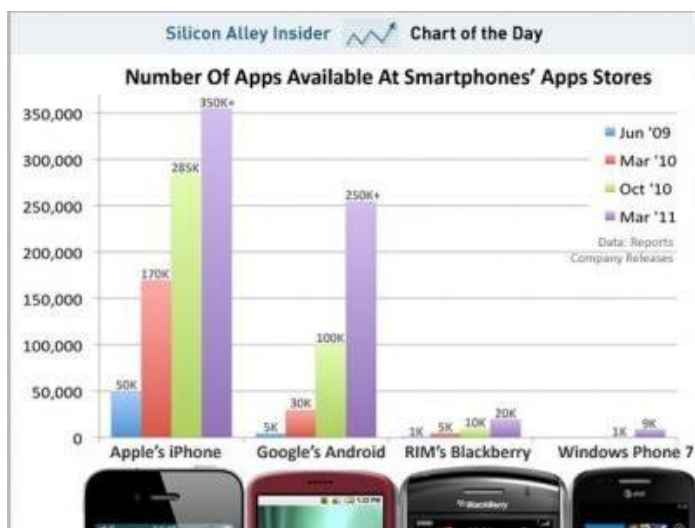 Silicon Alley Insider Chart of the Day
Number Of Apps Available At Smartphones' Apps Stores
350,000
300,000
250,000
200,000
150,000
100,000
50,000
0
50K
170K
285K
350K+
5K
30K
100K
250K+
1K
5K
10K
20K
1K
9K
Jun '09
Mar '10
Oct '10
Mar '11
Data: Reports
Company Releases
Apple's iPhone
Google's Android
RIM's Blackberry
Windows Phone 7
BlackBerry
at&t